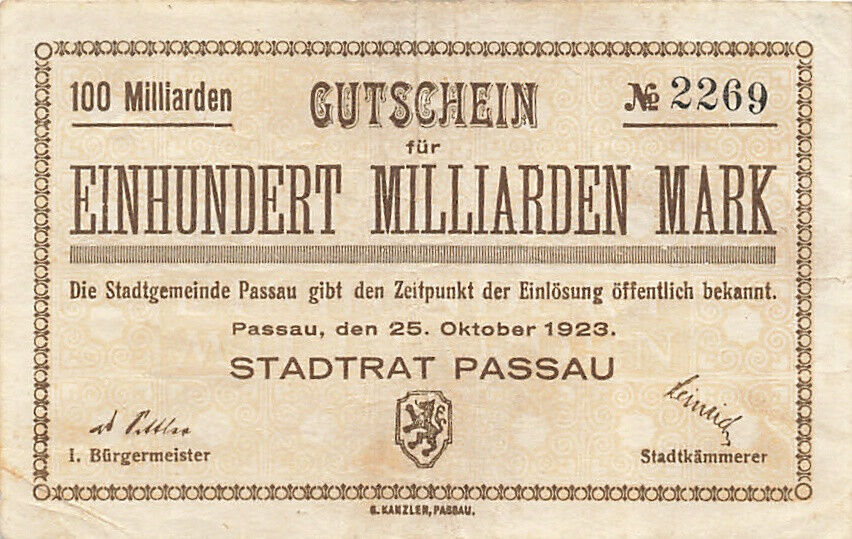 100 Milliarden
GUTSCHEIN
№ 2269
für
EINHUNDERT MILLIARDEN MARK
Die Stadtgemeinde Passau gibt den Zeitpunkt der Einlösung öffentlich bekannt.
Passau, den 25. Oktober 1923.
STADTRAT PASSAU
I. Bürgermeister
Stadtkämmerer
G. KANZLER, PASSAU.